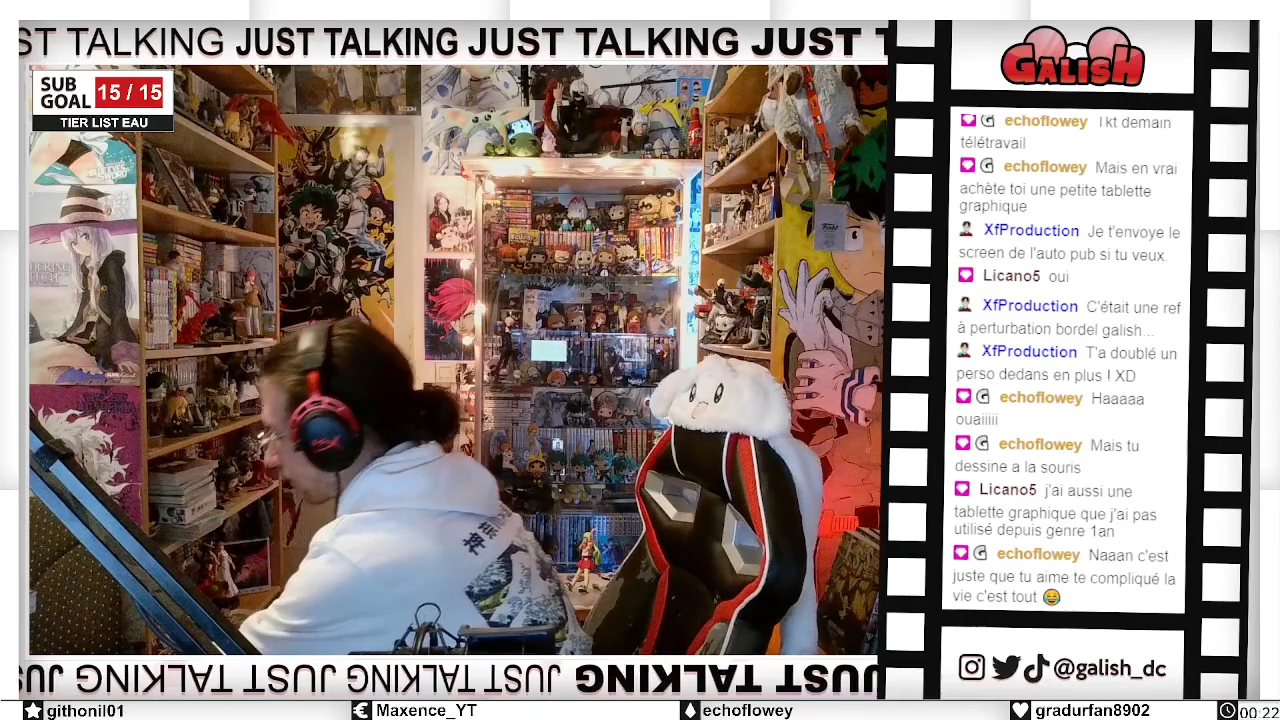 ST TALKING JUST TALKING JUST TALKING JUST T
SUB
GOAL
15 / 15
TIER LIST EAU
GALISH
echoflowey I kt demain
télétravail
echoflowey Mais en vrai
achète toi une petite tablette
graphique
XfProduction Je t'envoye le
screen de l'auto pub si tu veux.
Licano5 oui
XfProduction C'était une ref
à perturbation bordel galish...
XfProduction T'a doublé un
perso dedans en plus ! XD
echoflowey Haaaaa
ouaiiiii
echoflowey Mais tu
dessine a la souris
Licano5 j'ai aussi une
tablette graphique que j'ai pas
utilisé depuis genre 1an
echoflowey Naaan c'est
juste que tu aime te compliqué la
vie c'est tout 😂
@galish_dc
JUST TALKING JUST TALKING JUST TALKING JUS
githonil01
Maxence_YT
echoflowey
gradurfan8902
00:22